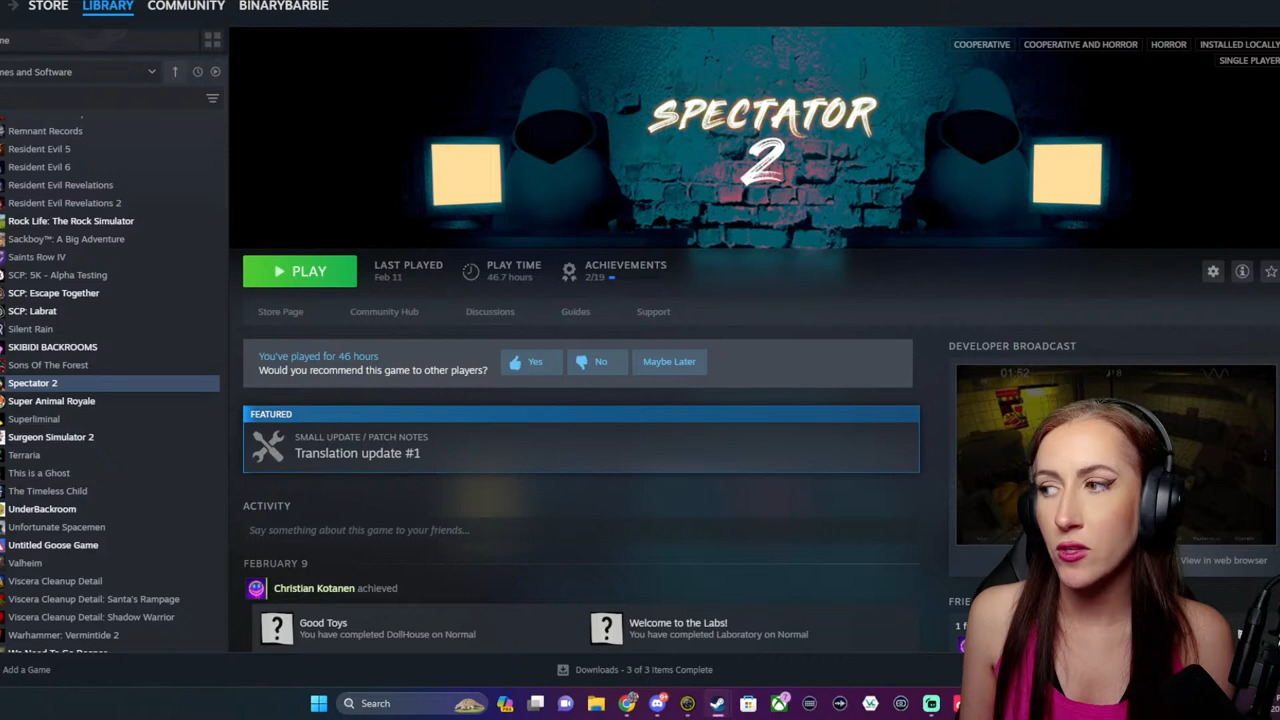 STORE LIBRARY COMMUNITY BINARYBARBIE
me
mes and Software
Remnant Records
Resident Evil 5
Resident Evil 6
Resident Evil Revelations
Resident Evil Revelations 2
Rock Life: The Rock Simulator
Sackboy™: A Big Adventure
Saints Row IV
SCP: 5K - Alpha Testing
SCP: Escape Together
SCP: Labrat
Silent Rain
SKIBIDI BACKROOMS
Sons Of The Forest
Spectator 2
Super Animal Royale
Superliminal
Surgeon Simulator 2
Terraria
This is a Ghost
The Timeless Child
UnderBackroom
Unfortunate Spacemen
Untitled Goose Game
Valheim
Viscera Cleanup Detail
Viscera Cleanup Detail: Santa's Rampage
Viscera Cleanup Detail: Shadow Warrior
Warhammer: Vermintide 2
Add a Game
SPECTATOR
2
COOPERATIVE COOPERATIVE AND HORROR HORROR INSTALLED LOCALLY
SINGLE PLAYER
PLAY
LAST PLAYED
Feb 11
PLAY TIME
46.7 hours
ACHIEVEMENTS
2/19
Store Page Community Hub Discussions Guides Support
You've played for 46 hours
Would you recommend this game to other players?
Yes No Maybe Later
FEATURED
SMALL UPDATE / PATCH NOTES
Translation update #1
ACTIVITY
Say something about this game to your friends...
FEBRUARY 9
Christian Kotanen achieved
Good Toys
You have completed DollHouse on Normal
Welcome to the Labs!
You have completed Laboratory on Normal
DEVELOPER BROADCAST
01:52
View in web browser
FRIE
Downloads - 3 of 3 Items Complete
Search